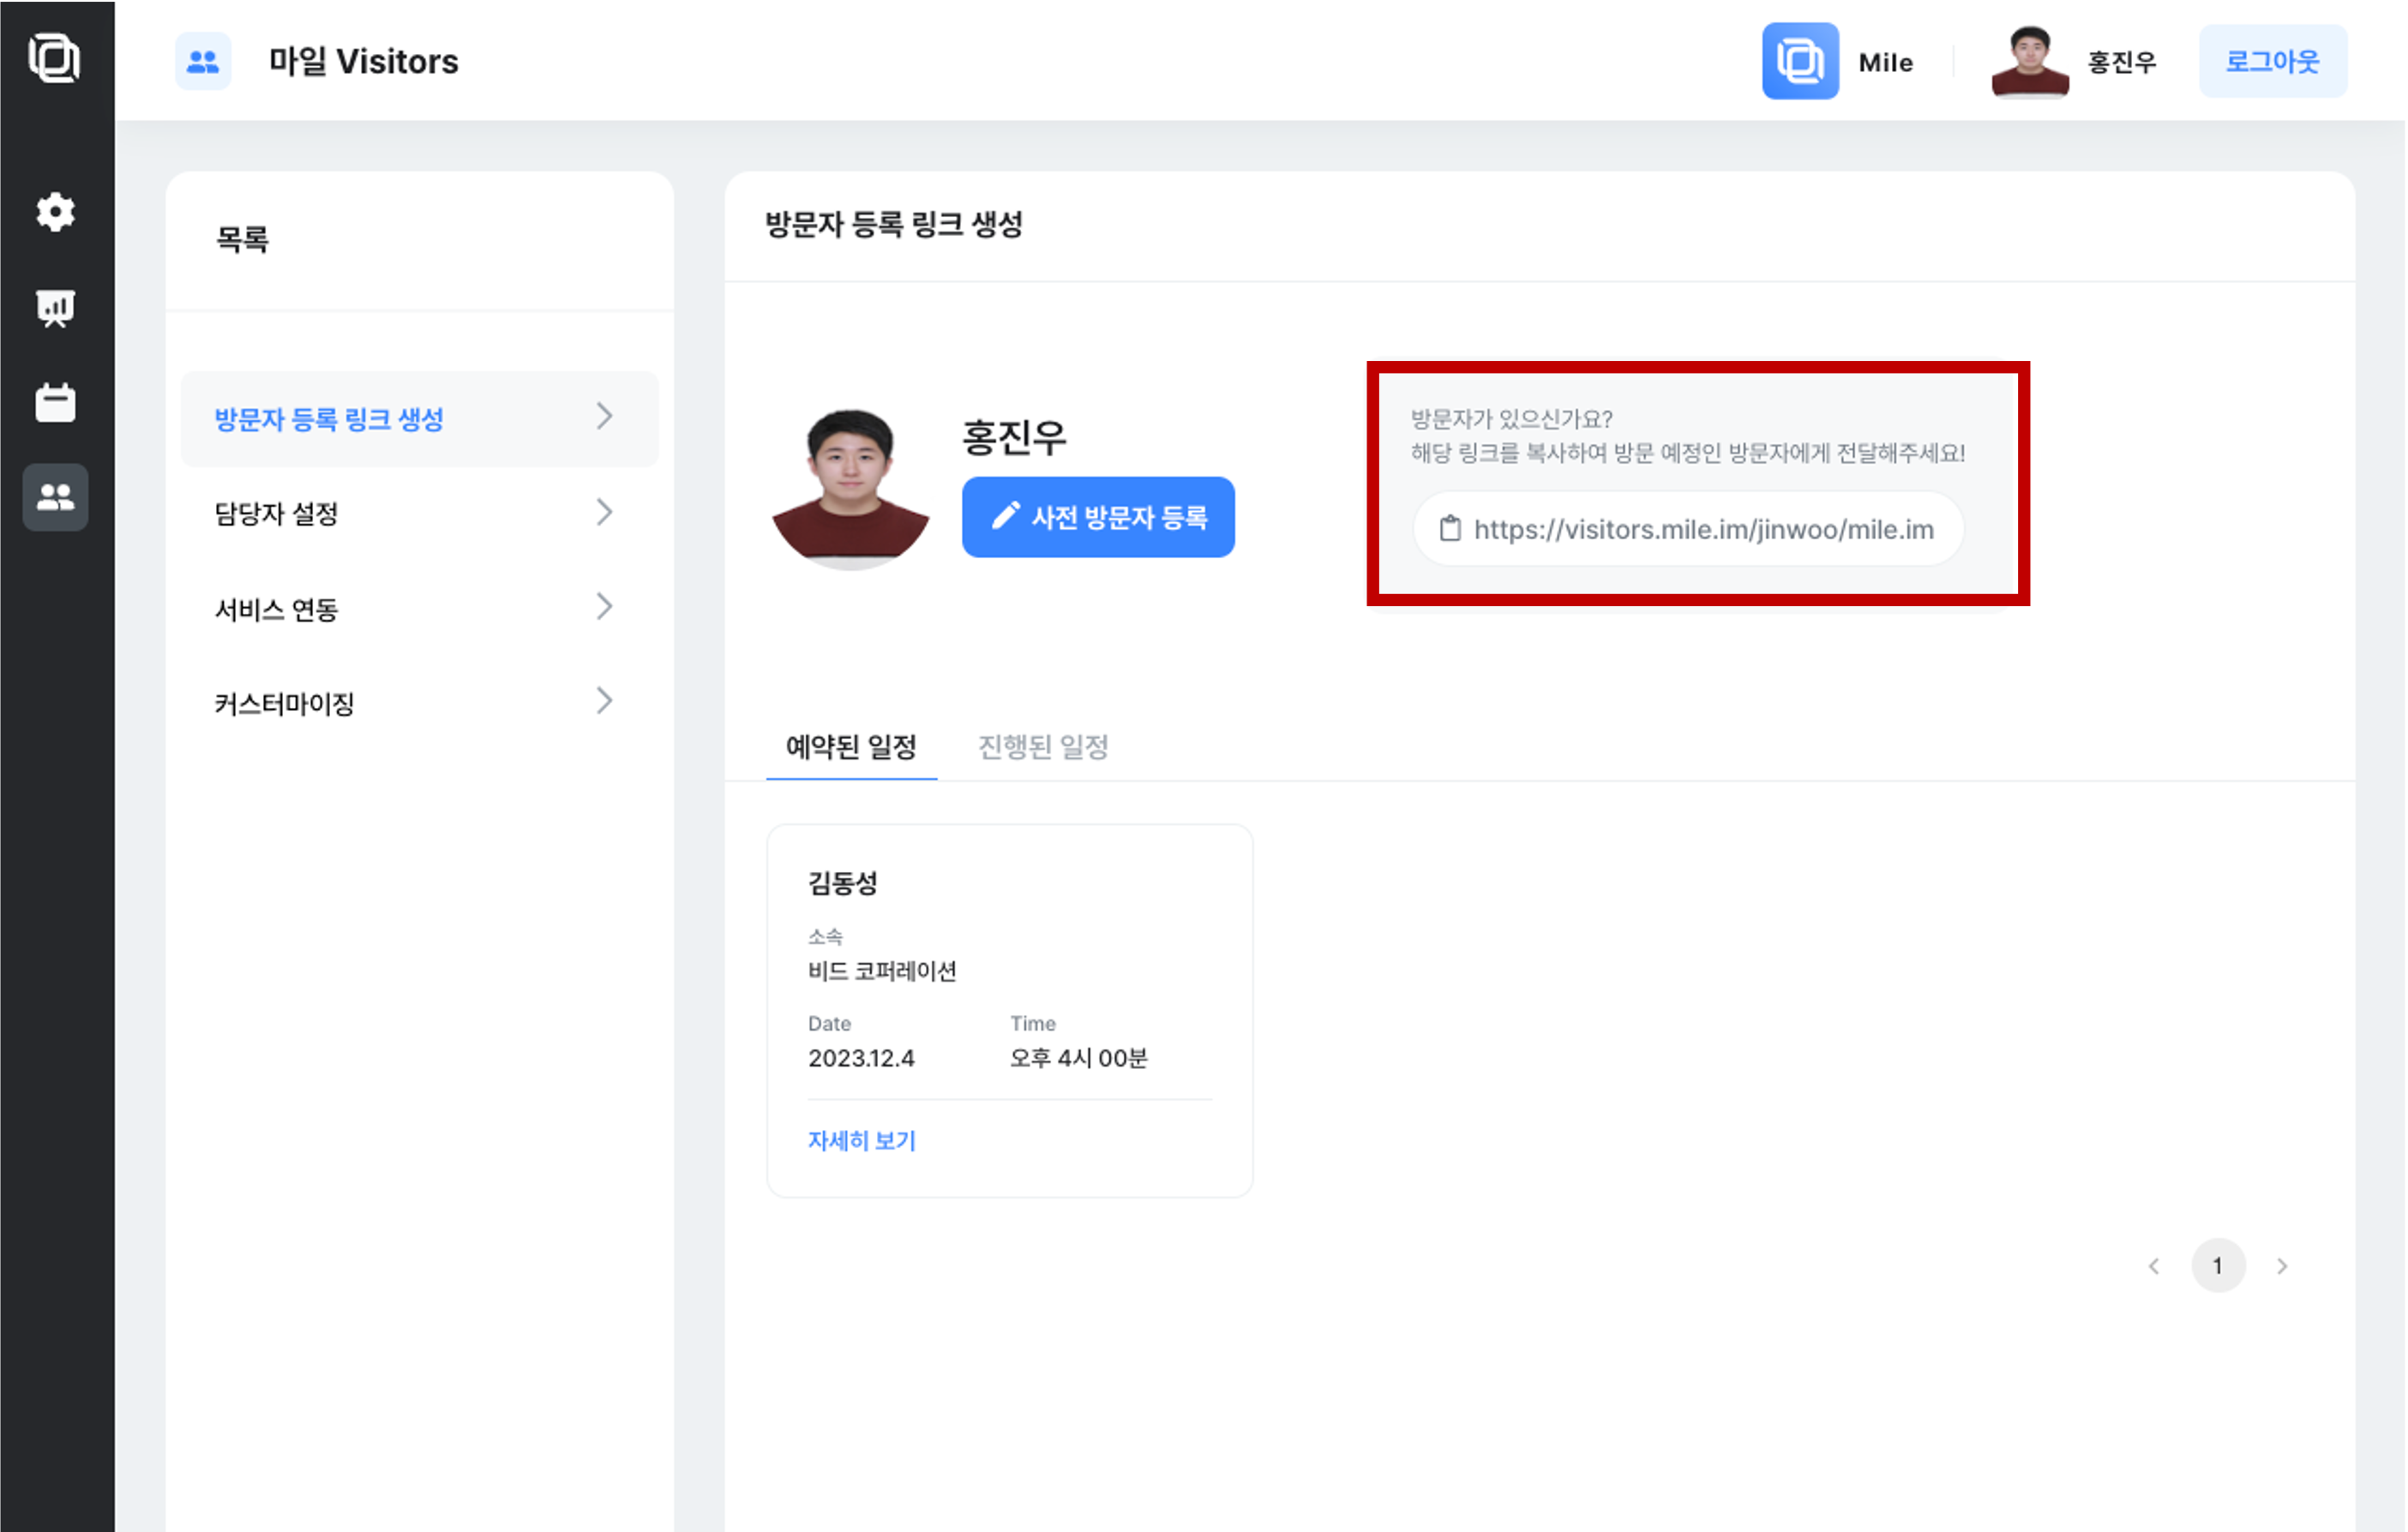 마일 Visitors
Mile
홍진우
로그아웃
목록
방문자 등록 링크 생성
담당자 설정
서비스 연동
커스터마이징
방문자 등록 링크 생성
홍진우
사전 방문자 등록
방문자가 있으신가요?
해당 링크를 복사하여 방문 예정인 방문자에게 전달해주세요!
https://visitors.mile.im/jinwoo/mile.im
예약된 일정
진행된 일정
김동성
소속
비드 코퍼레이션
Date
Time
2023.12.4
오후 4시 00분
자세히 보기
1